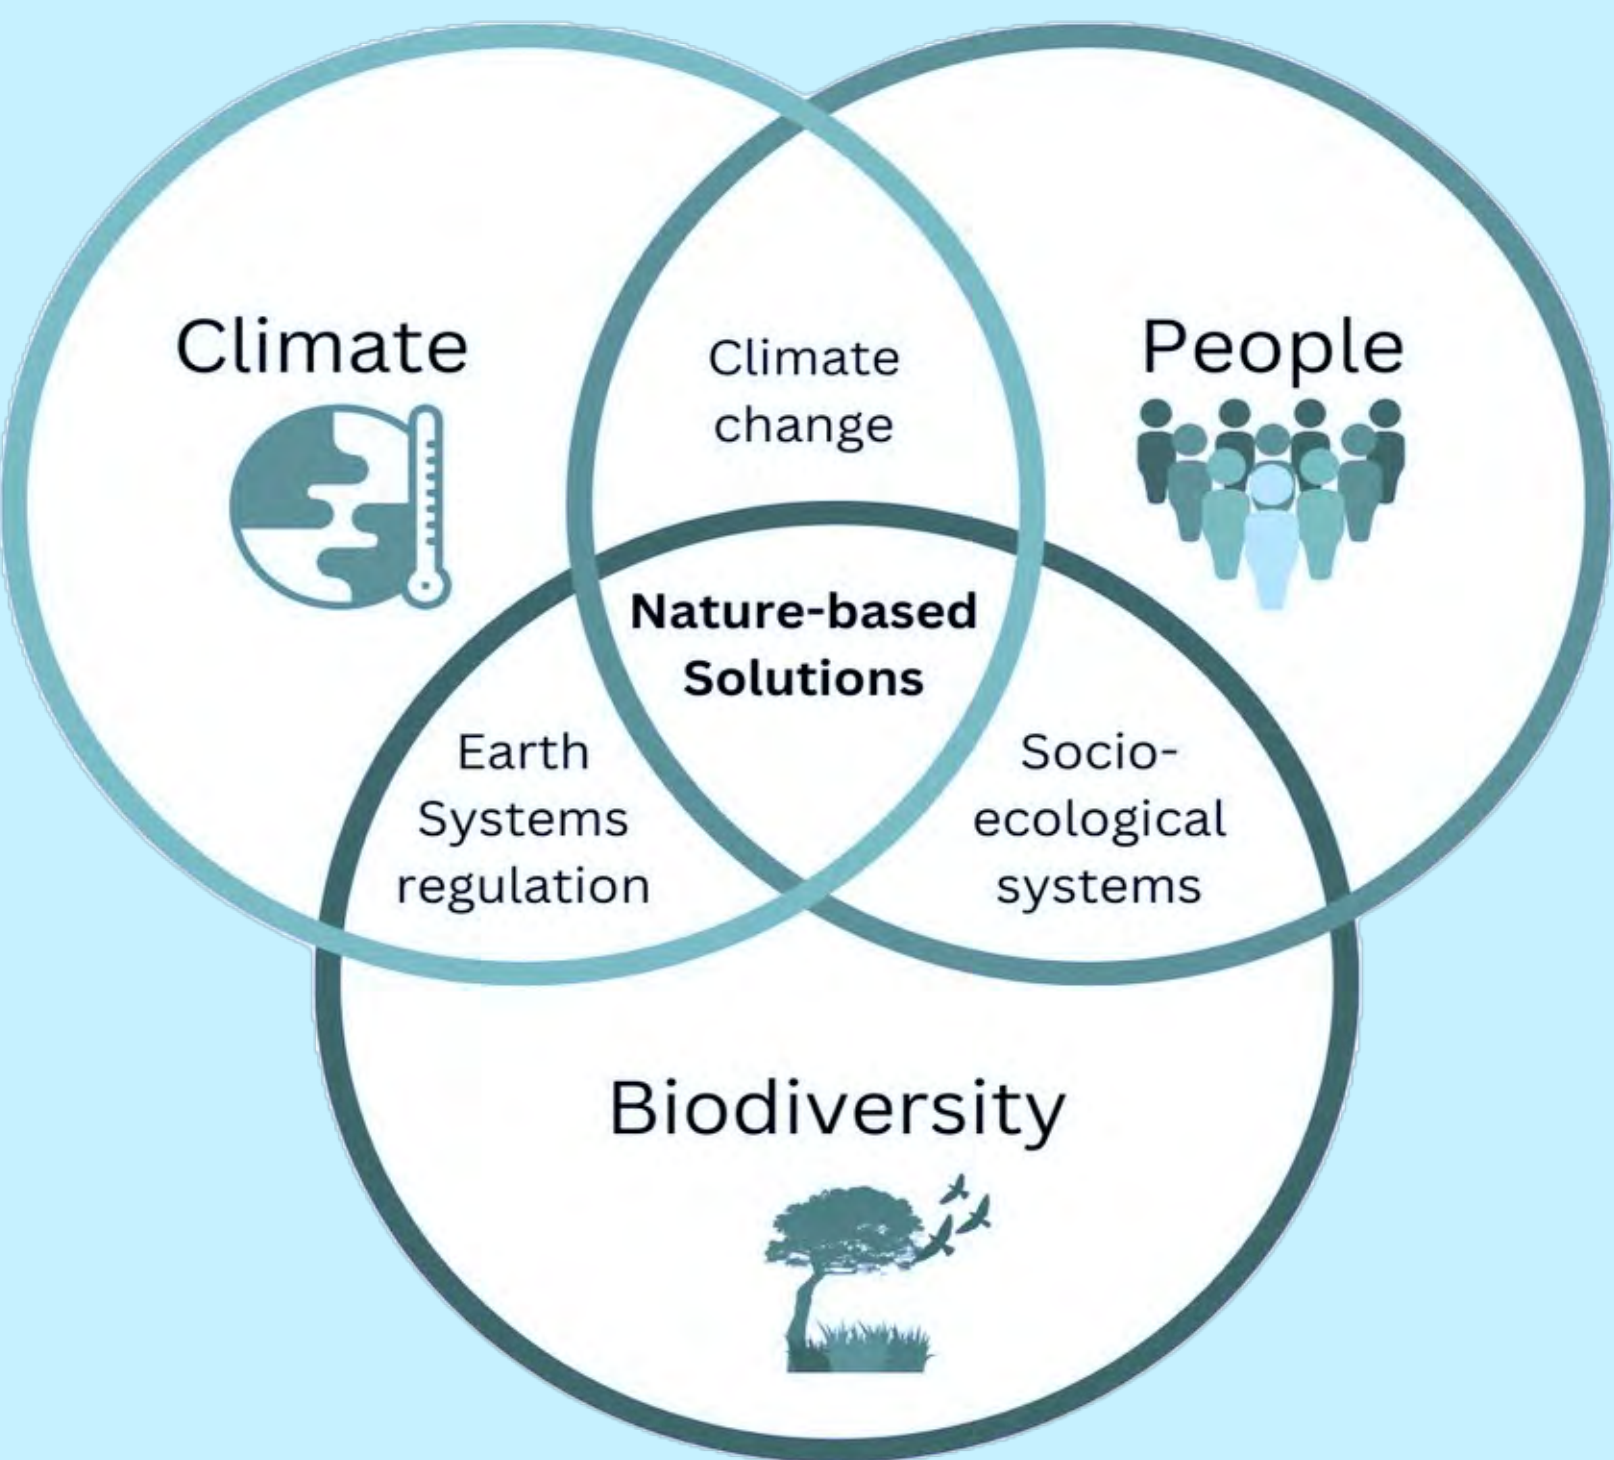 Climate
People
Climate
change
Nature-based
Solutions
Earth
Systems
regulation
Socio-
ecological
systems
Biodiversity